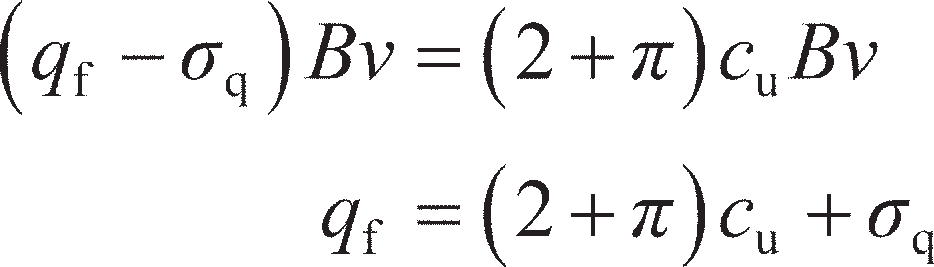 (q_f − σ_q) Bv = (2 + π) c_u Bv
q_f = (2 + π) c_u + σ_q